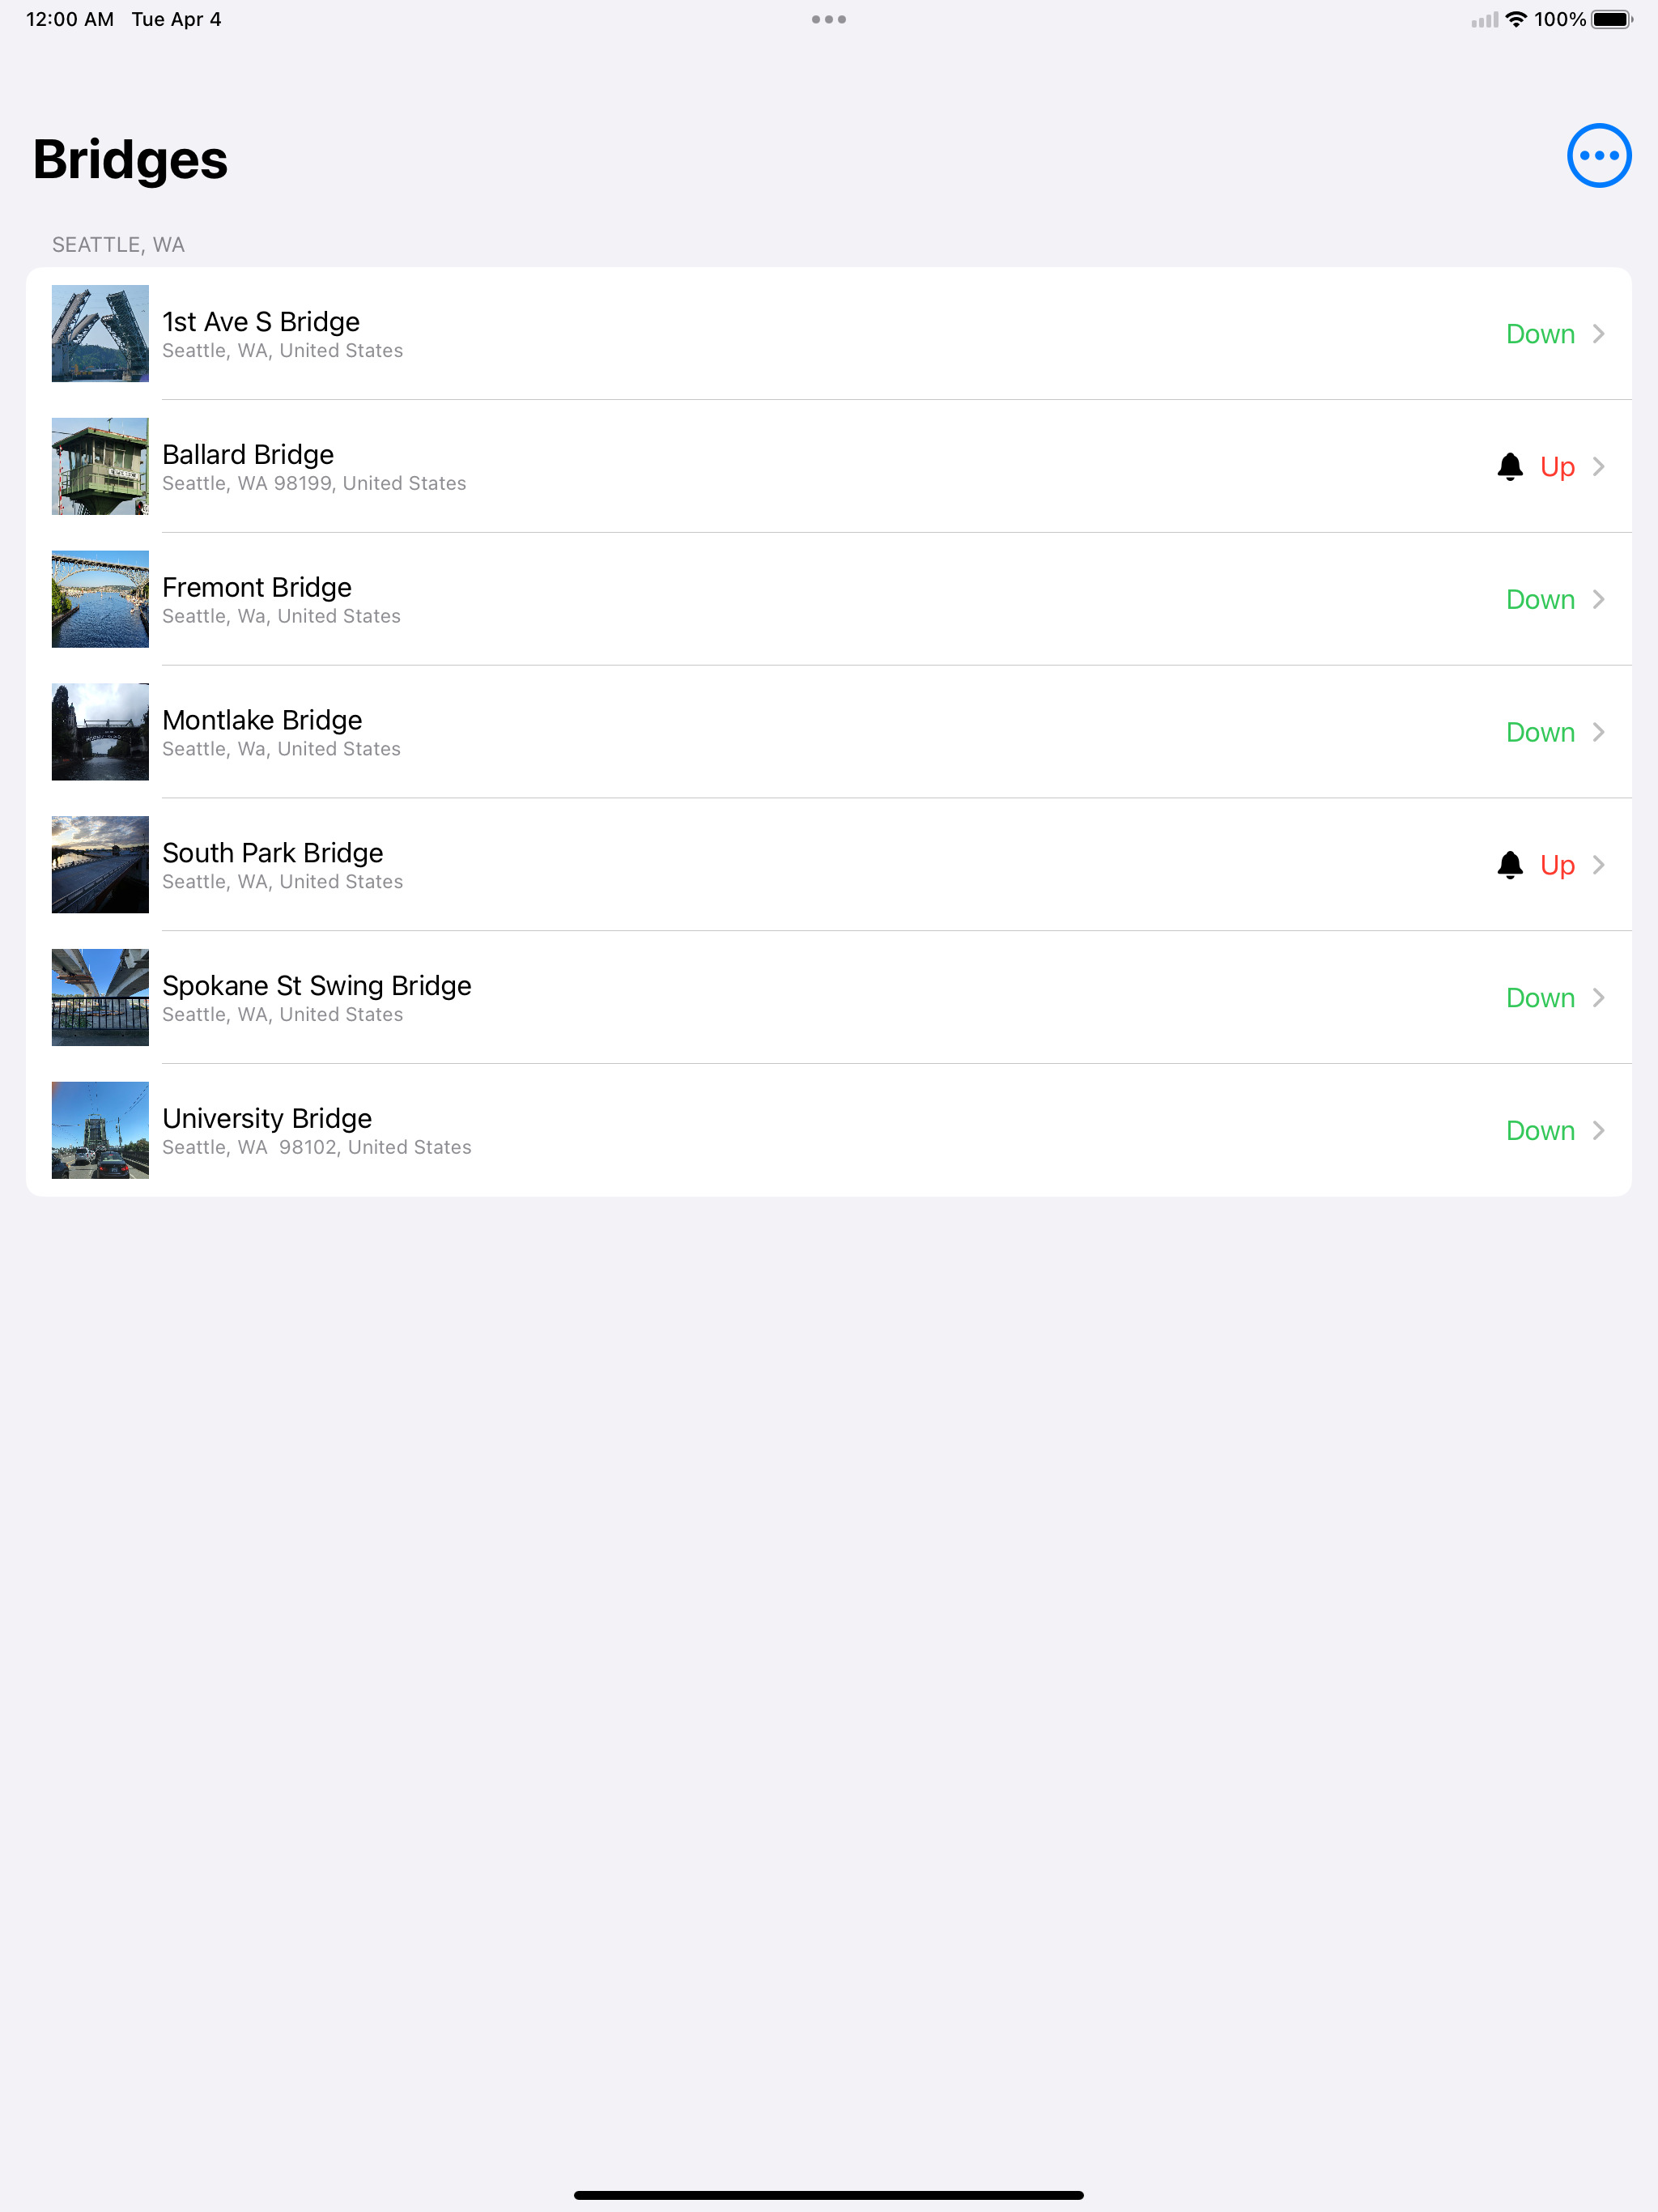 12:00 AM Tue Apr 4
100%
Bridges
SEATTLE, WA
1st Ave S Bridge
Seattle, WA, United States
Down
Ballard Bridge
Seattle, WA 98199, United States
Up
Fremont Bridge
Seattle, Wa, United States
Down
Montlake Bridge
Seattle, Wa, United States
Down
South Park Bridge
Seattle, WA, United States
Up
Spokane St Swing Bridge
Seattle, WA, United States
Down
University Bridge
Seattle, WA  98102, United States
Down